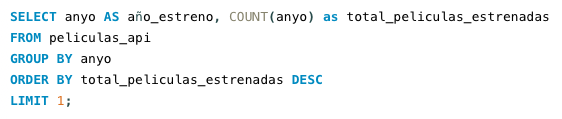 SELECT anyo AS año_estreno, COUNT(anyo) as total_peliculas_estrenadas
FROM peliculas_api
GROUP BY anyo
ORDER BY total_peliculas_estrenadas DESC
LIMIT 1;